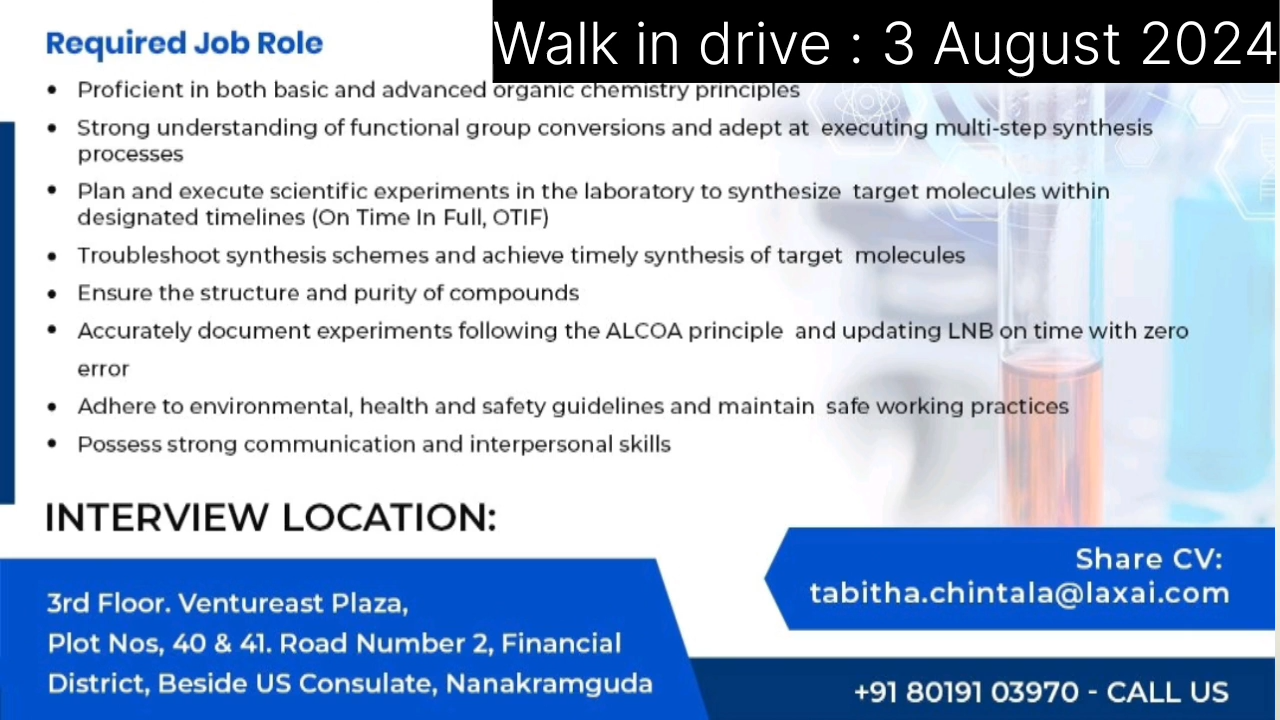 Required Job Role
Walk in drive : 3 August 2024
• Proficient in both basic and advanced organic chemistry principles
• Strong understanding of functional group conversions and adept at executing multi-step synthesis
processes
• Plan and execute scientific experiments in the laboratory to synthesize target molecules within
designated timelines (On Time In Full, OTIF)
• Troubleshoot synthesis schemes and achieve timely synthesis of target molecules
• Ensure the structure and purity of compounds
• Accurately document experiments following the ALCOA principle and updating LNB on time with zero
error
• Adhere to environmental, health and safety guidelines and maintain safe working practices
• Possess strong communication and interpersonal skills
INTERVIEW LOCATION:
3rd Floor. Ventureast Plaza,
Plot Nos, 40 & 41. Road Number 2, Financial
District, Beside US Consulate, Nanakramguda
Share CV:
tabitha.chintala@laxai.com
+91 80191 03970 - CALL US